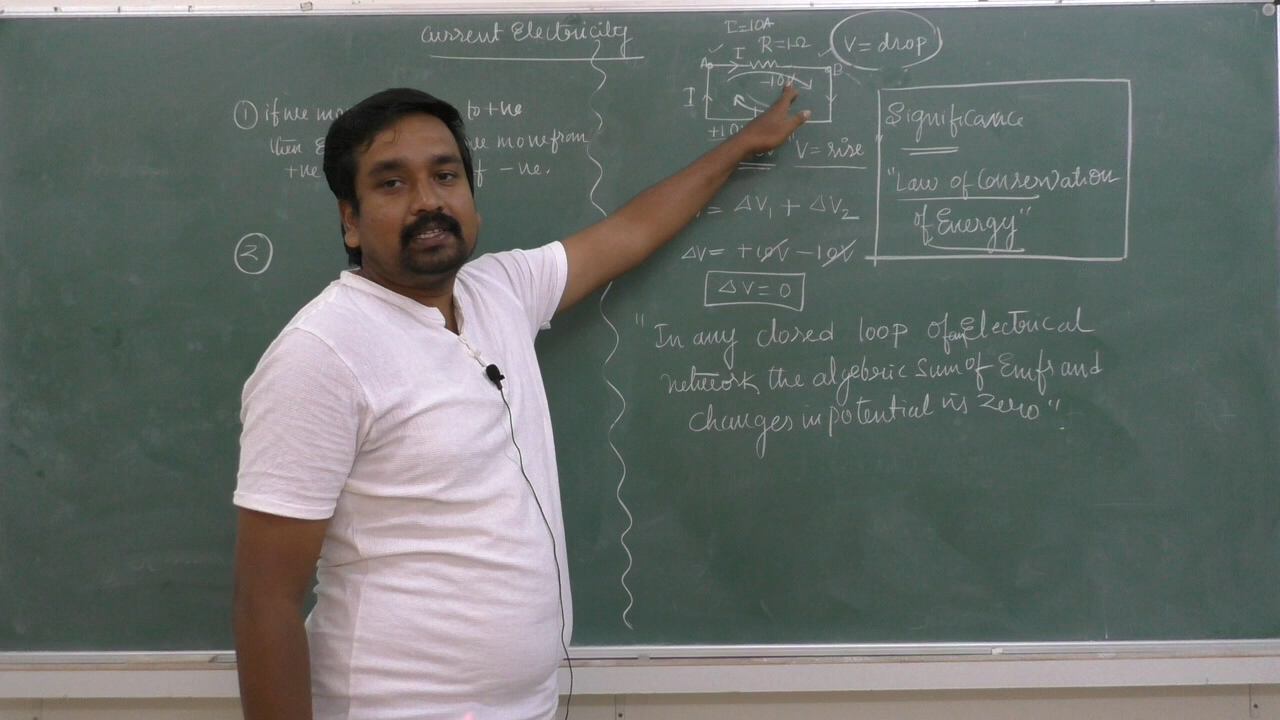 Current Electricity
① if we mo to +ve
then E we move from
+ve f -ve.
②
I=10A
I R=1Ω
A B
-10V
I
+10
V= drop
"V= rise
= ΔV₁ + ΔV₂
ΔV= +10V -10V
ΔV=0
Significance
"Law of Conservation
of Energy"
"In any closed loop of an Electrical
network, the algebric sum of Emfs and
changes in potential is zero".